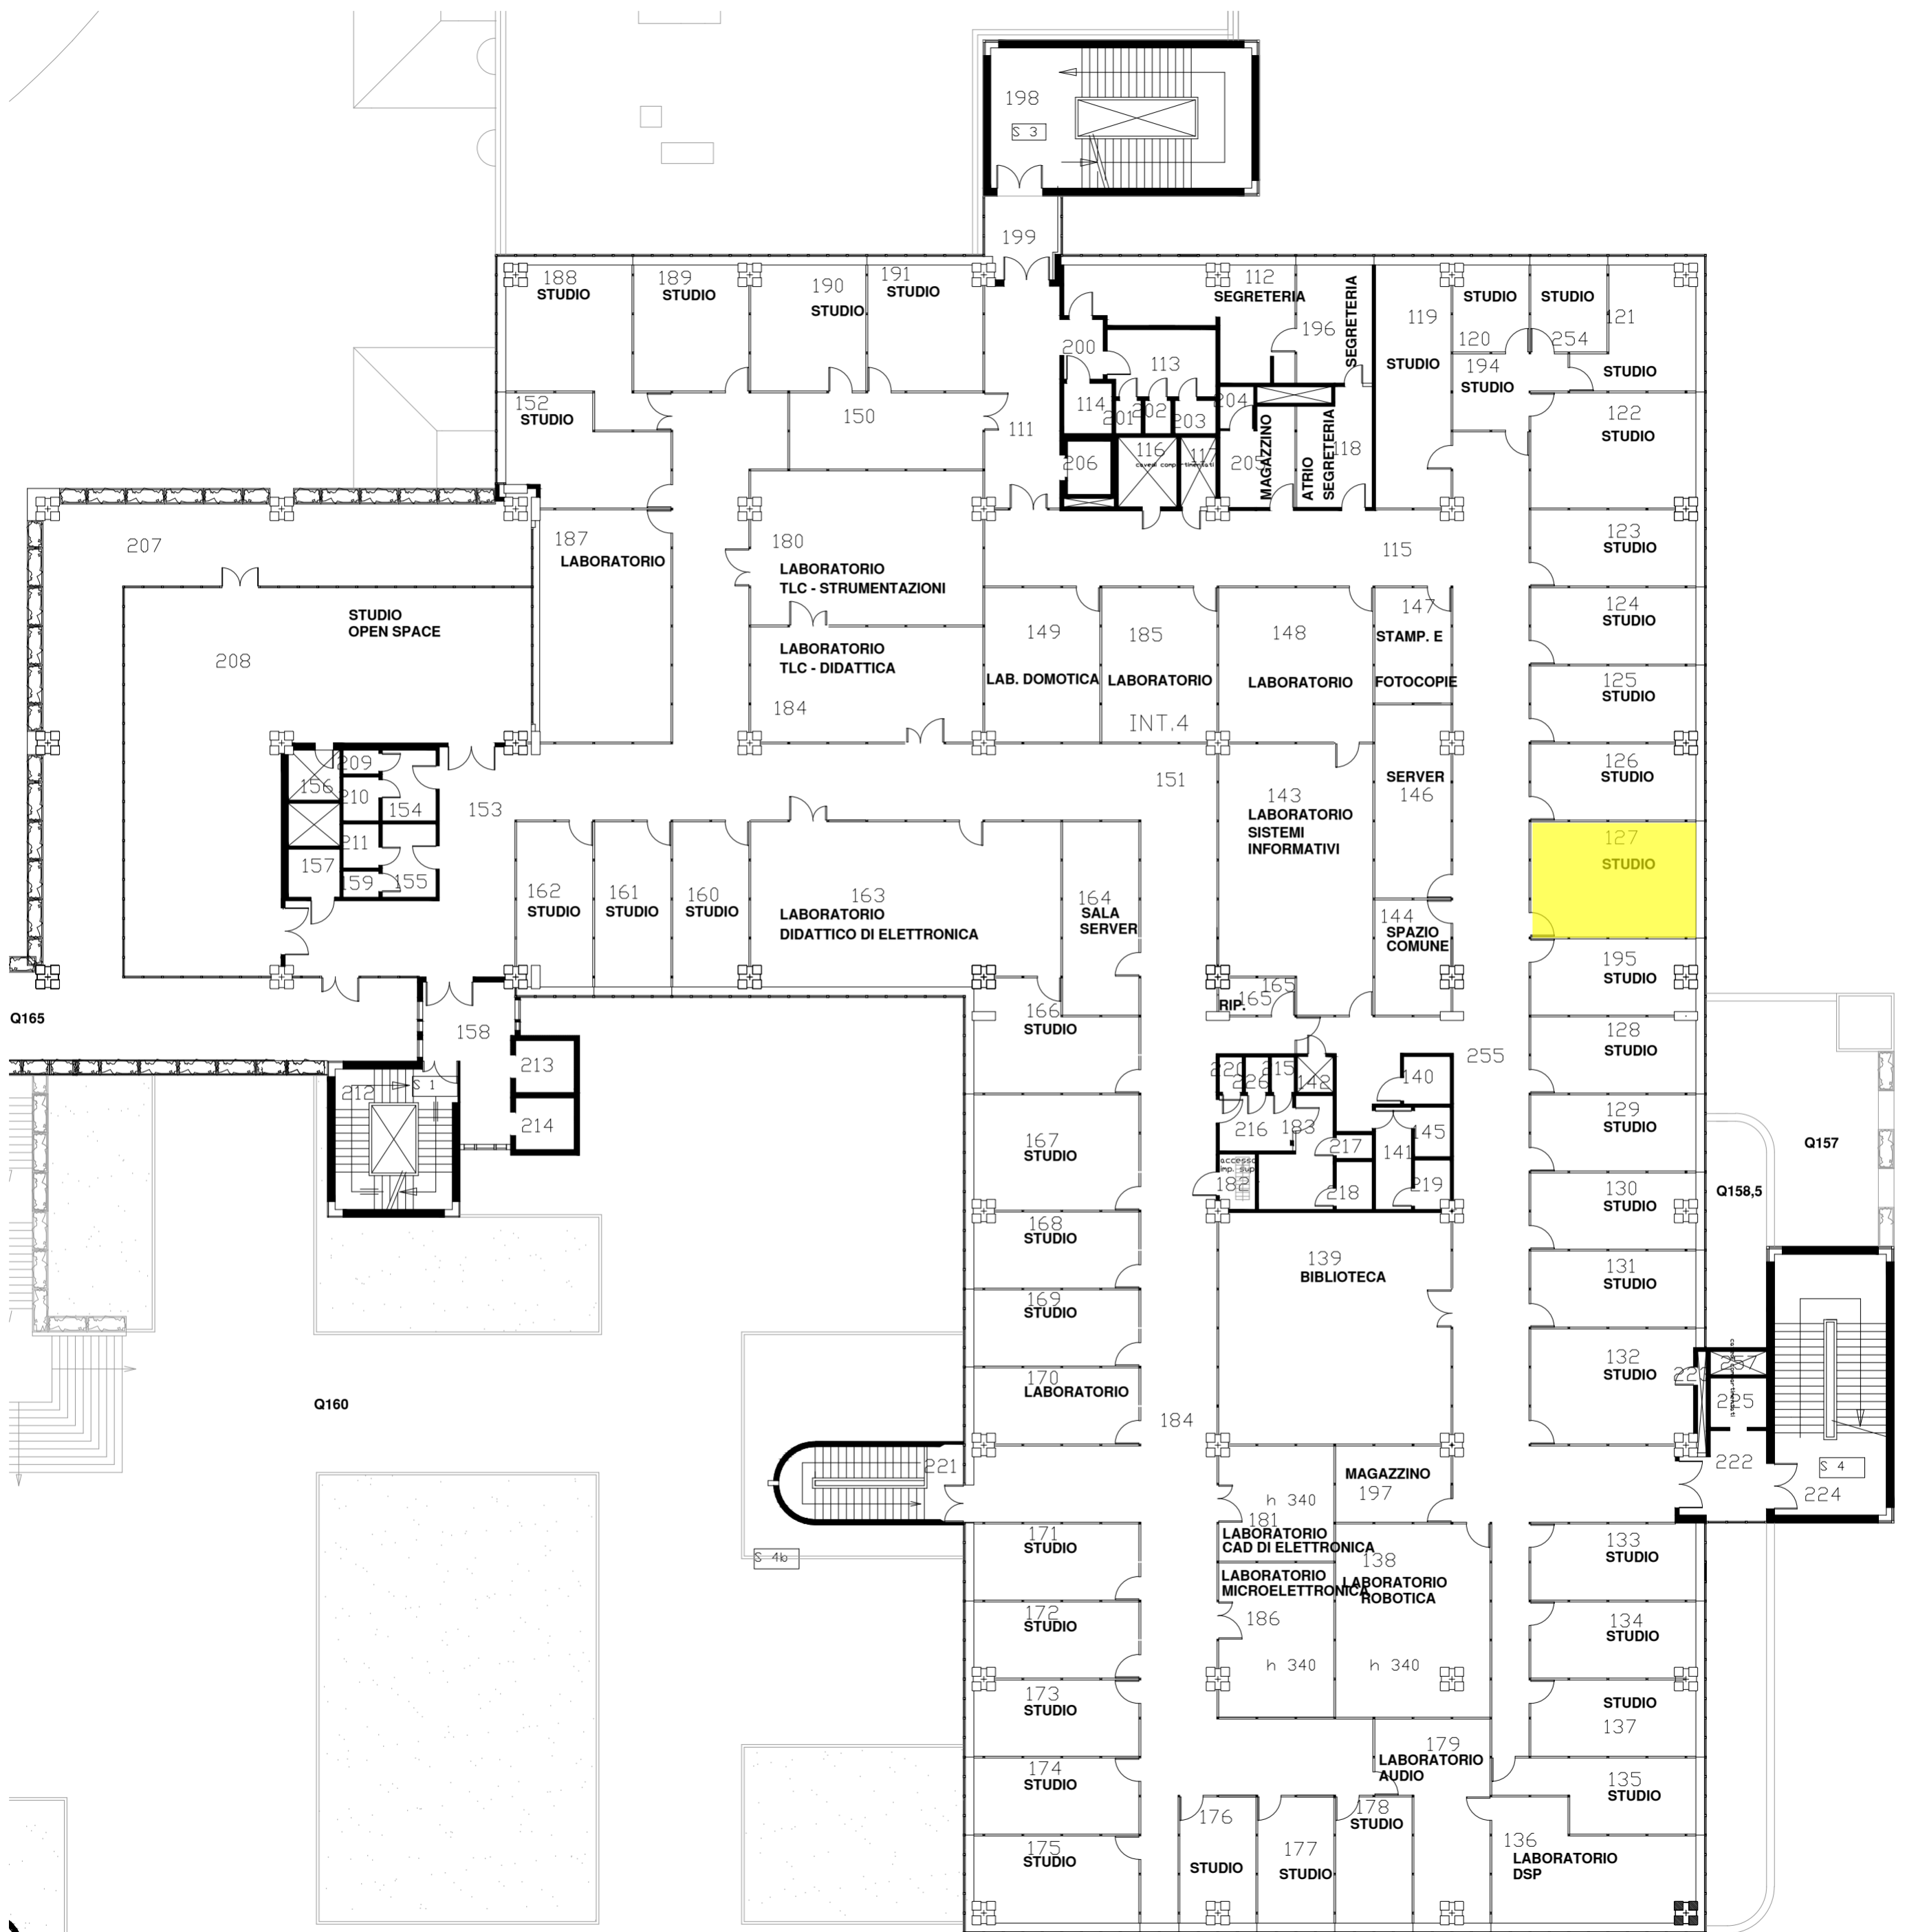 198
S 3
199
188
STUDIO
189
STUDIO
190
STUDIO
191
STUDIO
112
SEGRETERIA
196
SEGRETERIA
119
STUDIO
STUDIO
120
STUDIO
254
121
STUDIO
194
STUDIO
200
113
114
201
202
203
204
152
STUDIO
150
111
206
116
117
205
MAGAZZINO
ATRIO
SEGRETERIA
118
122
STUDIO
207
187
LABORATORIO
180
LABORATORIO
TLC - STRUMENTAZIONI
115
123
STUDIO
STUDIO
OPEN SPACE
208
LABORATORIO
TLC - DIDATTICA
184
149
LAB. DOMOTICA
185
LABORATORIO
INT.4
148
LABORATORIO
147
STAMP. E
FOTOCOPIE
124
STUDIO
125
STUDIO
126
STUDIO
209
156
210
154
153
211
157
159
155
151
143
LABORATORIO
SISTEMI
INFORMATIVI
SERVER
146
127
STUDIO
162
STUDIO
161
STUDIO
160
STUDIO
163
LABORATORIO
DIDATTICO DI ELETTRONICA
164
SALA
SERVER
144
SPAZIO
COMUNE
195
STUDIO
Q165
158
166
STUDIO
165
RIP.
165
255
128
STUDIO
213
212
S 1
214
220
226
215
142
140
216
183
217
141
145
accesso
imp. sup
182
218
219
129
STUDIO
Q157
167
STUDIO
130
STUDIO
Q158,5
168
STUDIO
139
BIBLIOTECA
131
STUDIO
169
STUDIO
132
STUDIO
225
170
LABORATORIO
Q160
184
221
MAGAZZINO
197
222
S 4
224
h 340
181
LABORATORIO
CAD DI ELETTRONICA
S 4b
171
STUDIO
138
LABORATORIO
ROBOTICA
133
STUDIO
LABORATORIO
MICROELETTRONICA
186
172
STUDIO
134
STUDIO
h 340
h 340
173
STUDIO
STUDIO
137
179
LABORATORIO
AUDIO
174
STUDIO
135
STUDIO
176
STUDIO
177
STUDIO
178
STUDIO
136
LABORATORIO
DSP
175
STUDIO